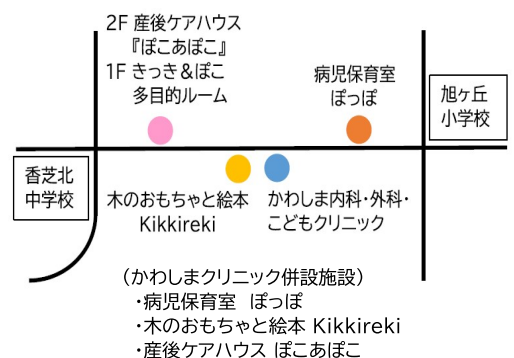 2F 産後ケアハウス
『ぽこあぽこ』
1F きっき&ぽこ
多目的ルーム
病児保育室
ぽっぽ
旭ヶ丘
小学校
香芝北
中学校
木のおもちゃと絵本
Kikkireki
かわしま内科・外科・
こどもクリニック
（かわしまクリニック併設施設）
・病児保育室 ぽっぽ
・木のおもちゃと絵本 Kikkireki
・産後ケアハウス ぽこあぽこ